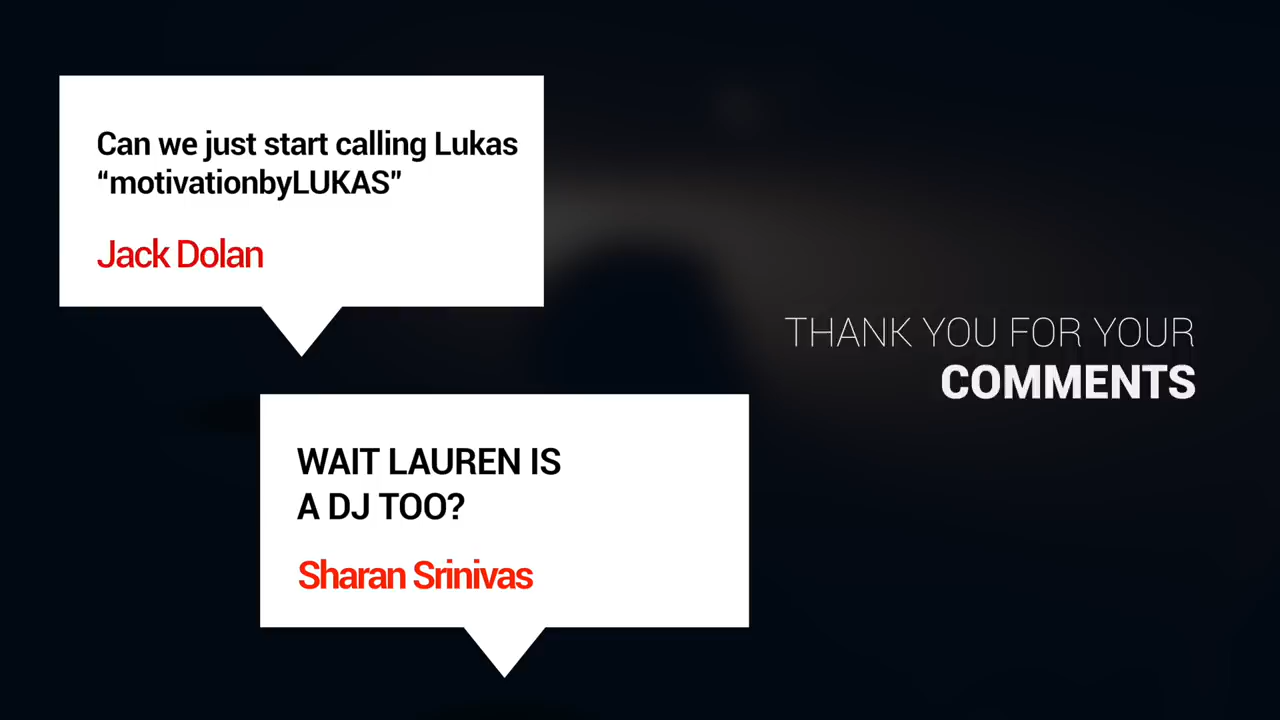 Can we just start calling Lukas
“motivationbyLUKAS”
Jack Dolan
THANK YOU FOR YOUR
COMMENTS
WAIT LAUREN IS
A DJ TOO?
Sharan Srinivas